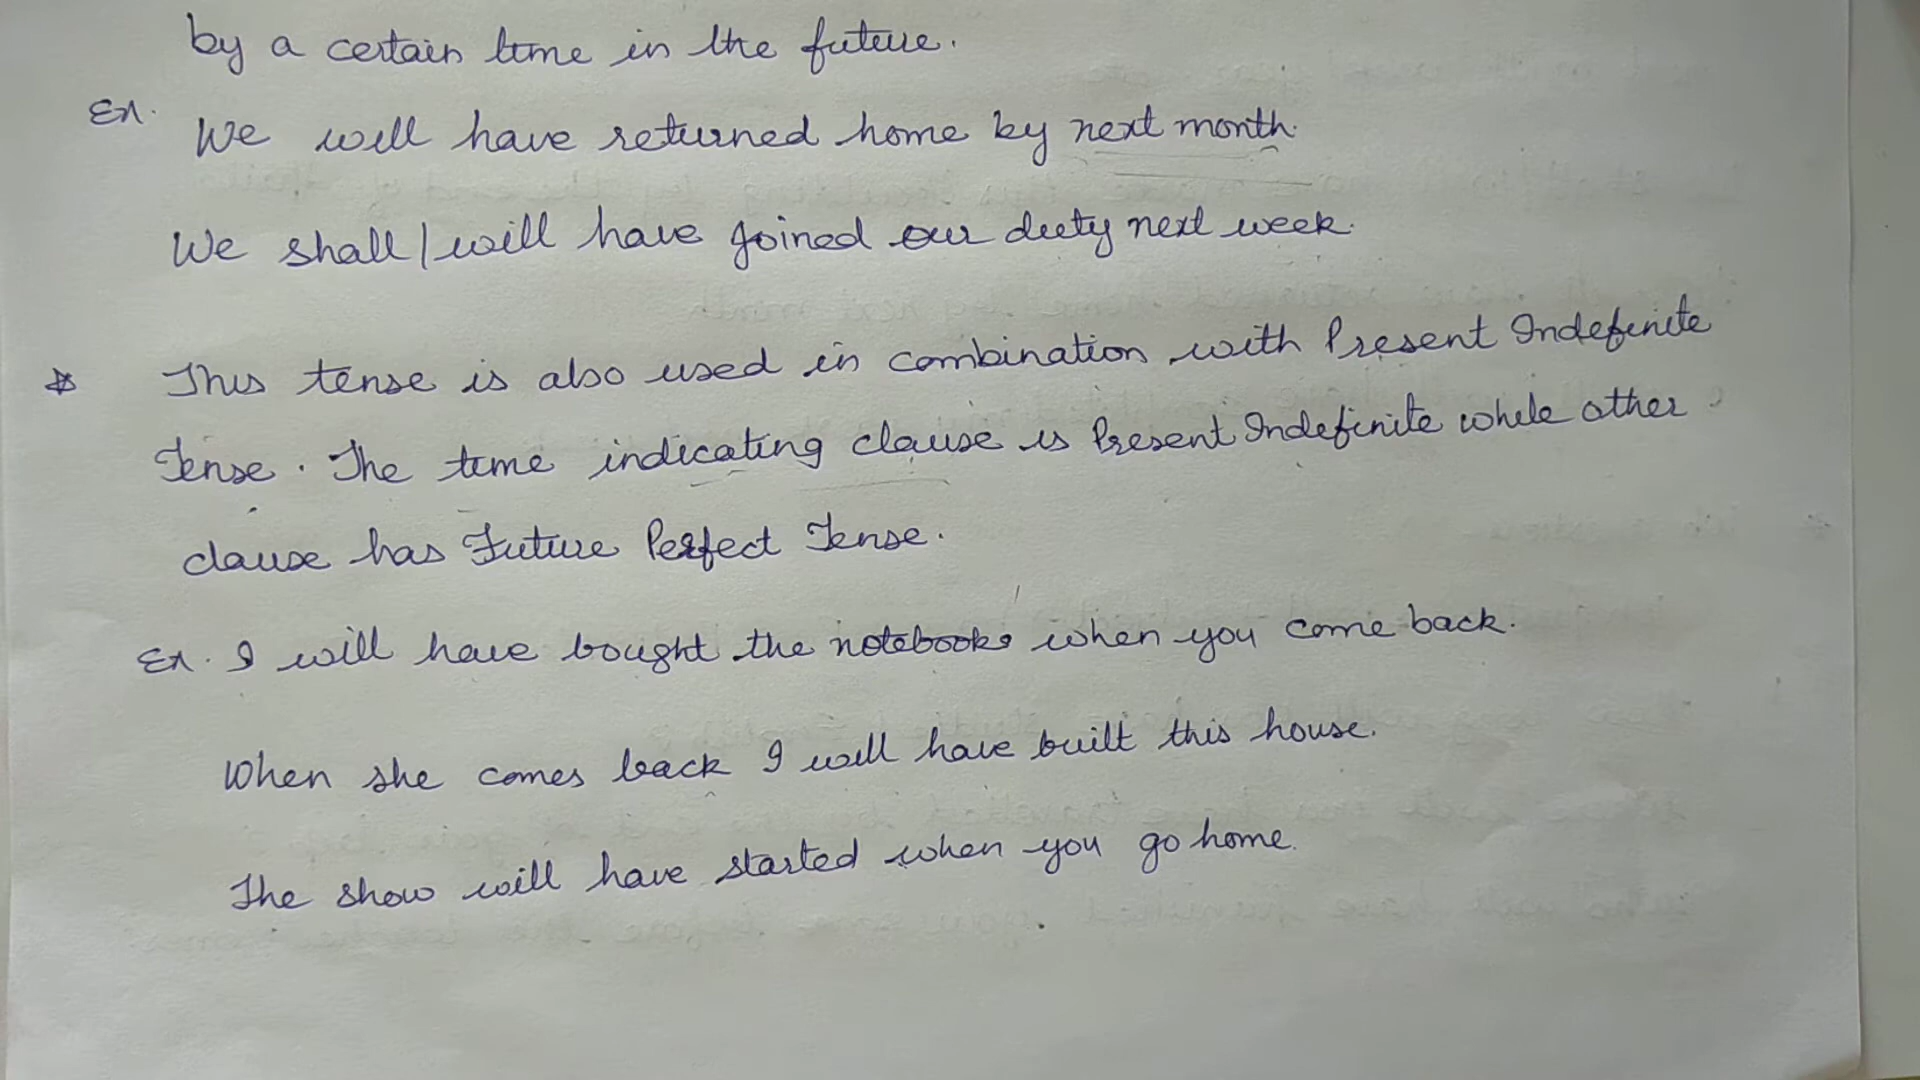 by a certain time in the future.
Ex. We will have returned home by next month.
We shall / will have joined our duty next week.
* This tense is also used in combination with Present Indefinite
Tense. The time indicating clause is Present Indefinite while other
clause has Future Perfect Tense.
Ex. I will have bought the notebooks when you come back.
When she comes back I will have built this house.
The show will have started when you go home.